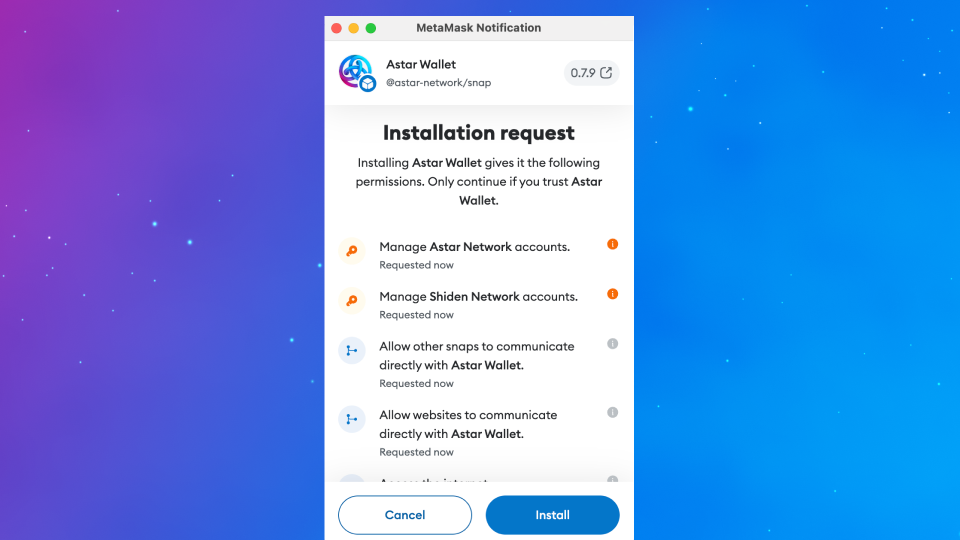 MetaMask Notification
Astar Wallet
@astar-network/snap
0.7.9
Installation request
Installing Astar Wallet gives it the following
permissions. Only continue if you trust Astar
Wallet.
Manage Astar Network accounts.
Requested now
Manage Shiden Network accounts.
Requested now
Allow other snaps to communicate
directly with Astar Wallet.
Requested now
Allow websites to communicate
directly with Astar Wallet.
Requested now
Access the internet.
Cancel
Install